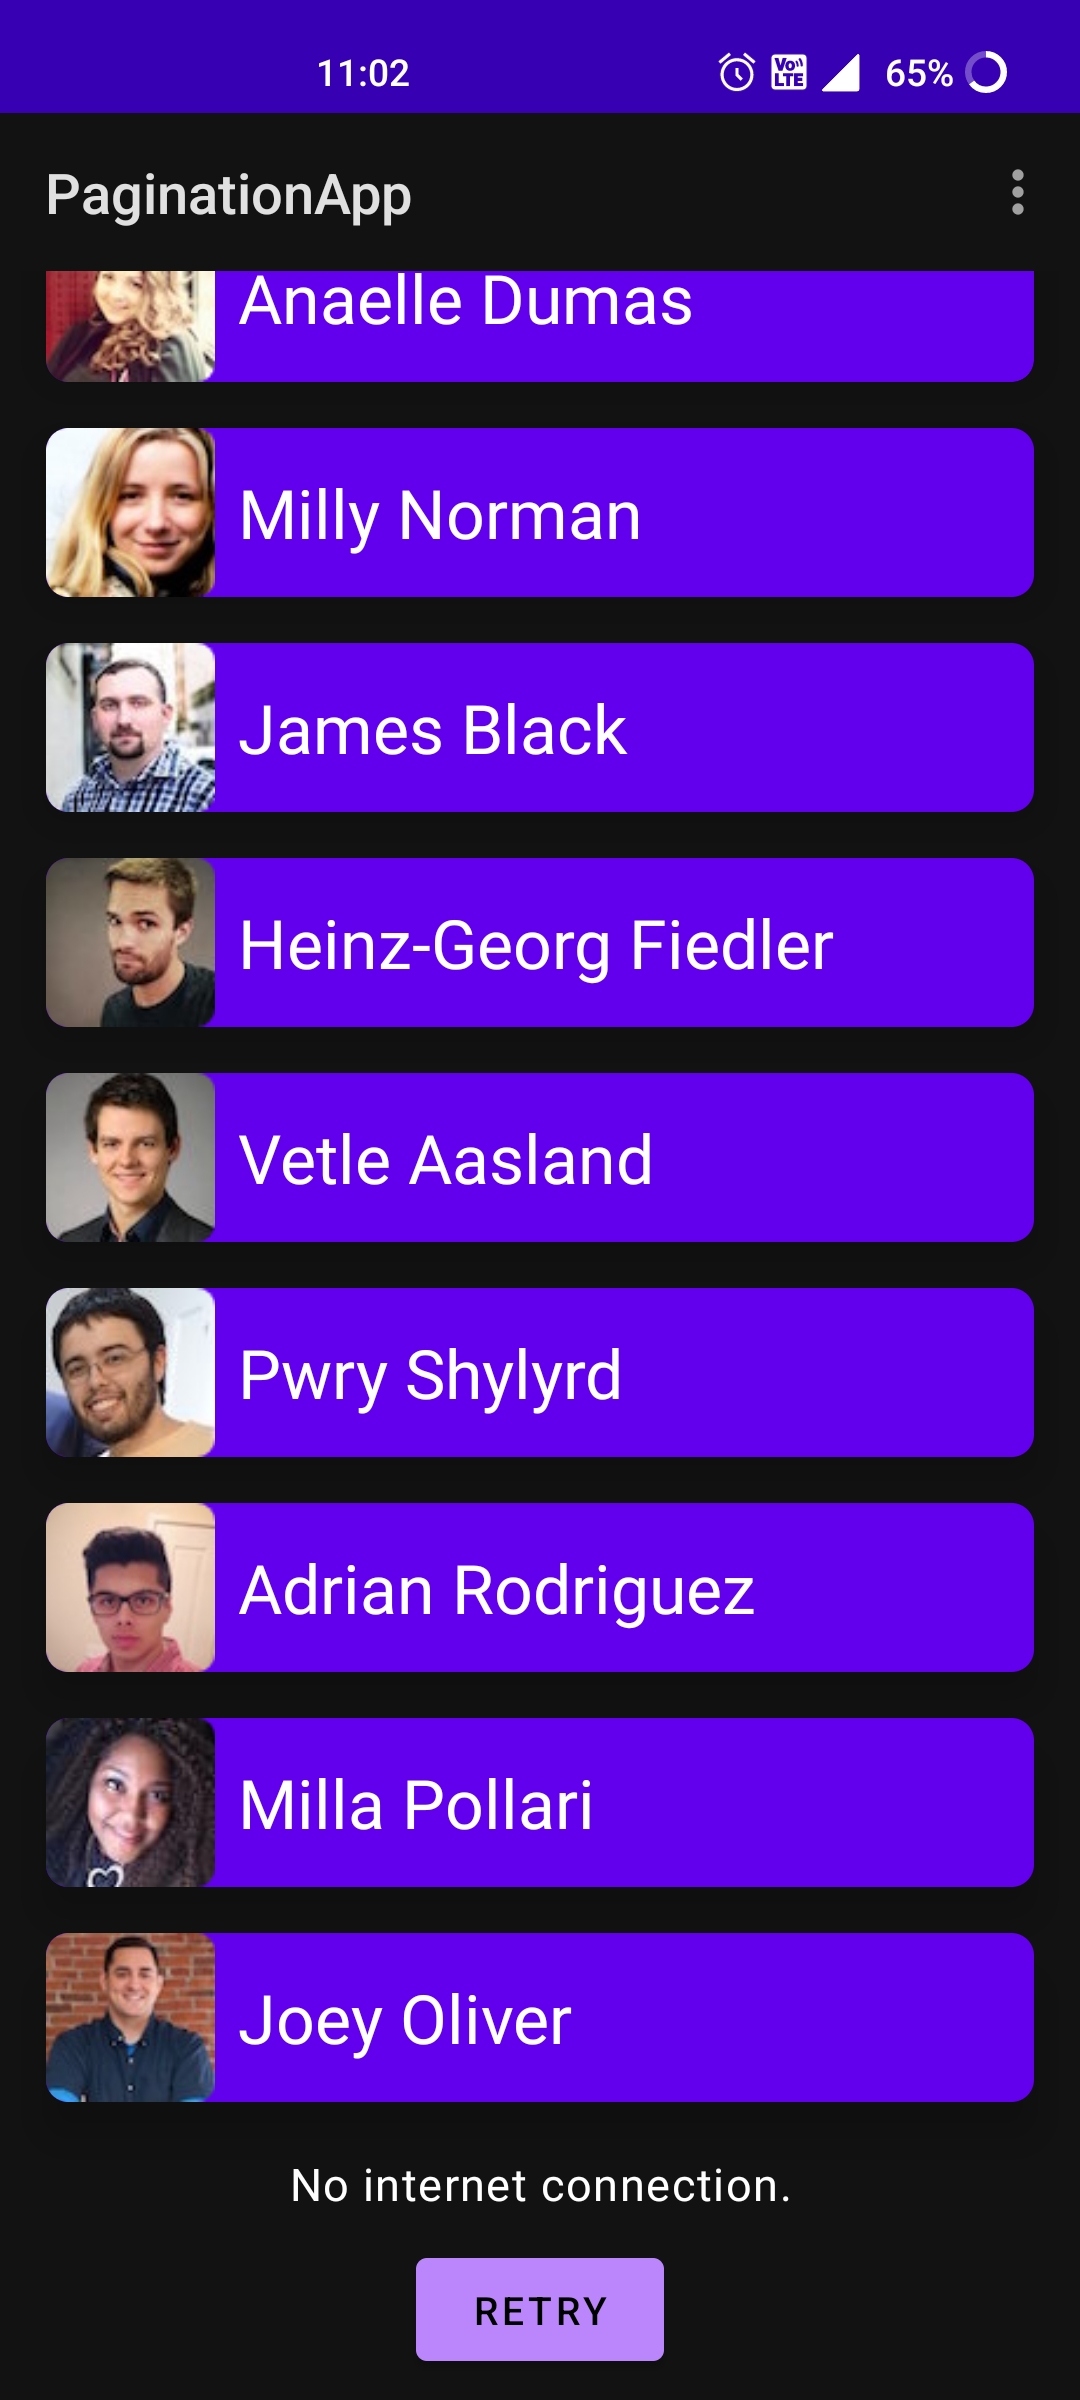 11:02
Vo LTE
65%
PaginationApp
Anaelle Dumas
Milly Norman
James Black
Heinz-Georg Fiedler
Vetle Aasland
Pwry Shylyrd
Adrian Rodriguez
Milla Pollari
Joey Oliver
No internet connection.
RETRY